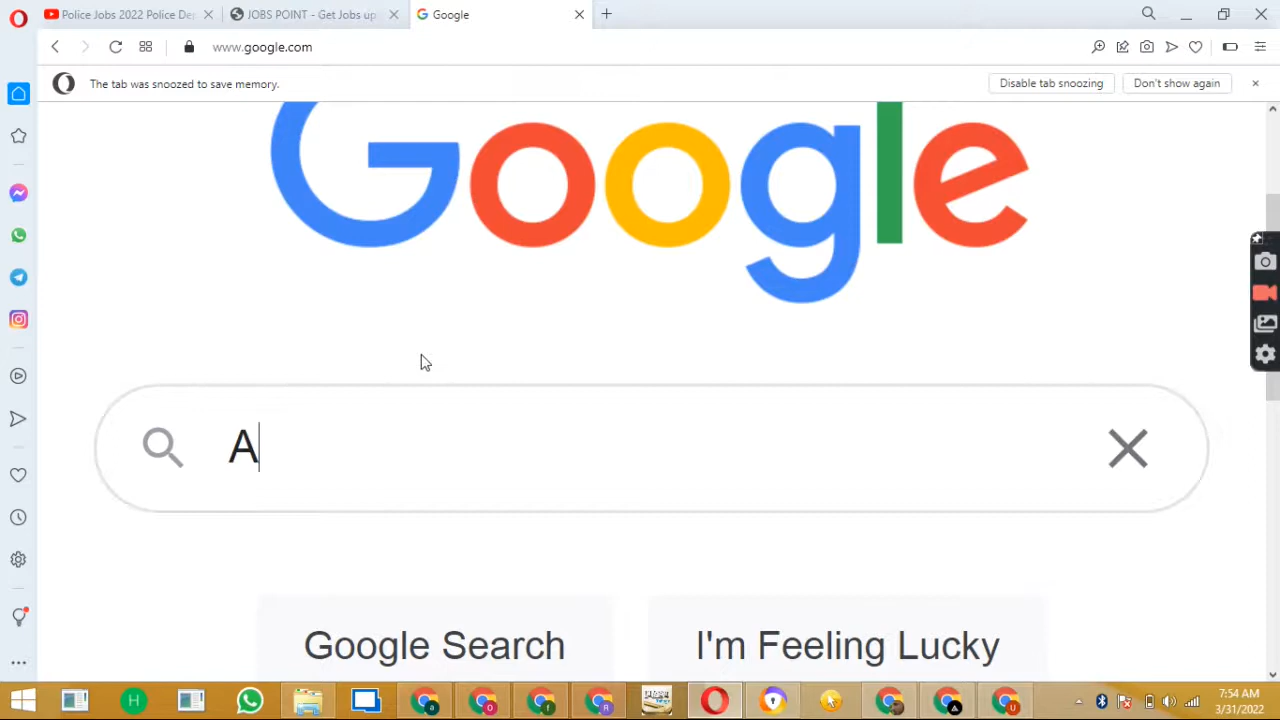 Police Jobs 2022 Police De
JOBS POINT - Get Jobs up
Google
www.google.com
The tab was snoozed to save memory.
Disable tab snoozing
Don't show again
Google
A
Google Search
I'm Feeling Lucky
7:54 AM
3/31/2022